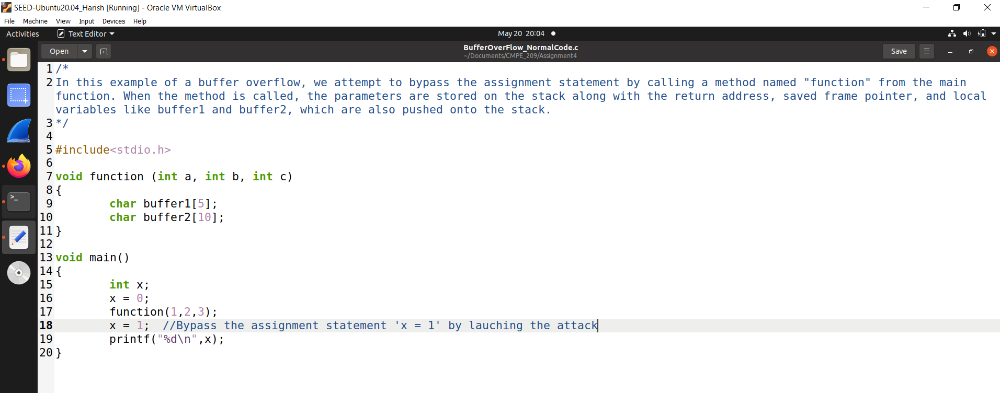 SEED-Ubuntu20.04_Harish [Running] - Oracle VM VirtualBox
File Machine View Input Devices Help
Activities Text Editor May 20 20:04
Open BufferOverFlow_NormalCode.c Save
~/Documents/CMPE_209/Assignment4
1 /*
2 In this example of a buffer overflow, we attempt to bypass the assignment statement by calling a method named "function" from the main
function. When the method is called, the parameters are stored on the stack along with the return address, saved frame pointer, and local
variables like buffer1 and buffer2, which are also pushed onto the stack.
3 */
4
5 #include<stdio.h>
6
7 void function (int a, int b, int c)
8 {
9         char buffer1[5];
10         char buffer2[10];
11 }
12
13 void main()
14 {
15         int x;
16         x = 0;
17         function(1,2,3);
18         x = 1;  //Bypass the assignment statement 'x = 1' by lauching the attack
19         printf("%d\n",x);
20 }